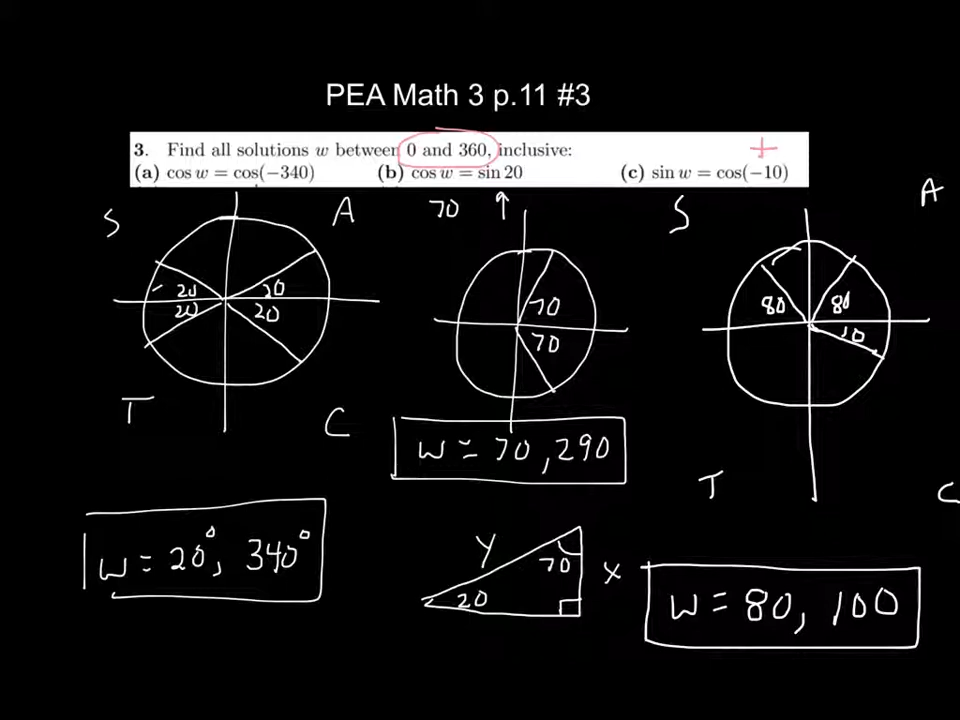 PEA Math 3 p.11 #3
3. Find all solutions w between 0 and 360, inclusive:
(a) cos w = cos(−340) (b) cos w = sin 20 (c) sin w = cos(−10)
+
S A
20 20
20 20
T C
w = 20°, 340°
70 ↑
70
70
w = 70, 290
y 70 x
20
S A
80 80
10
T C
w = 80, 100